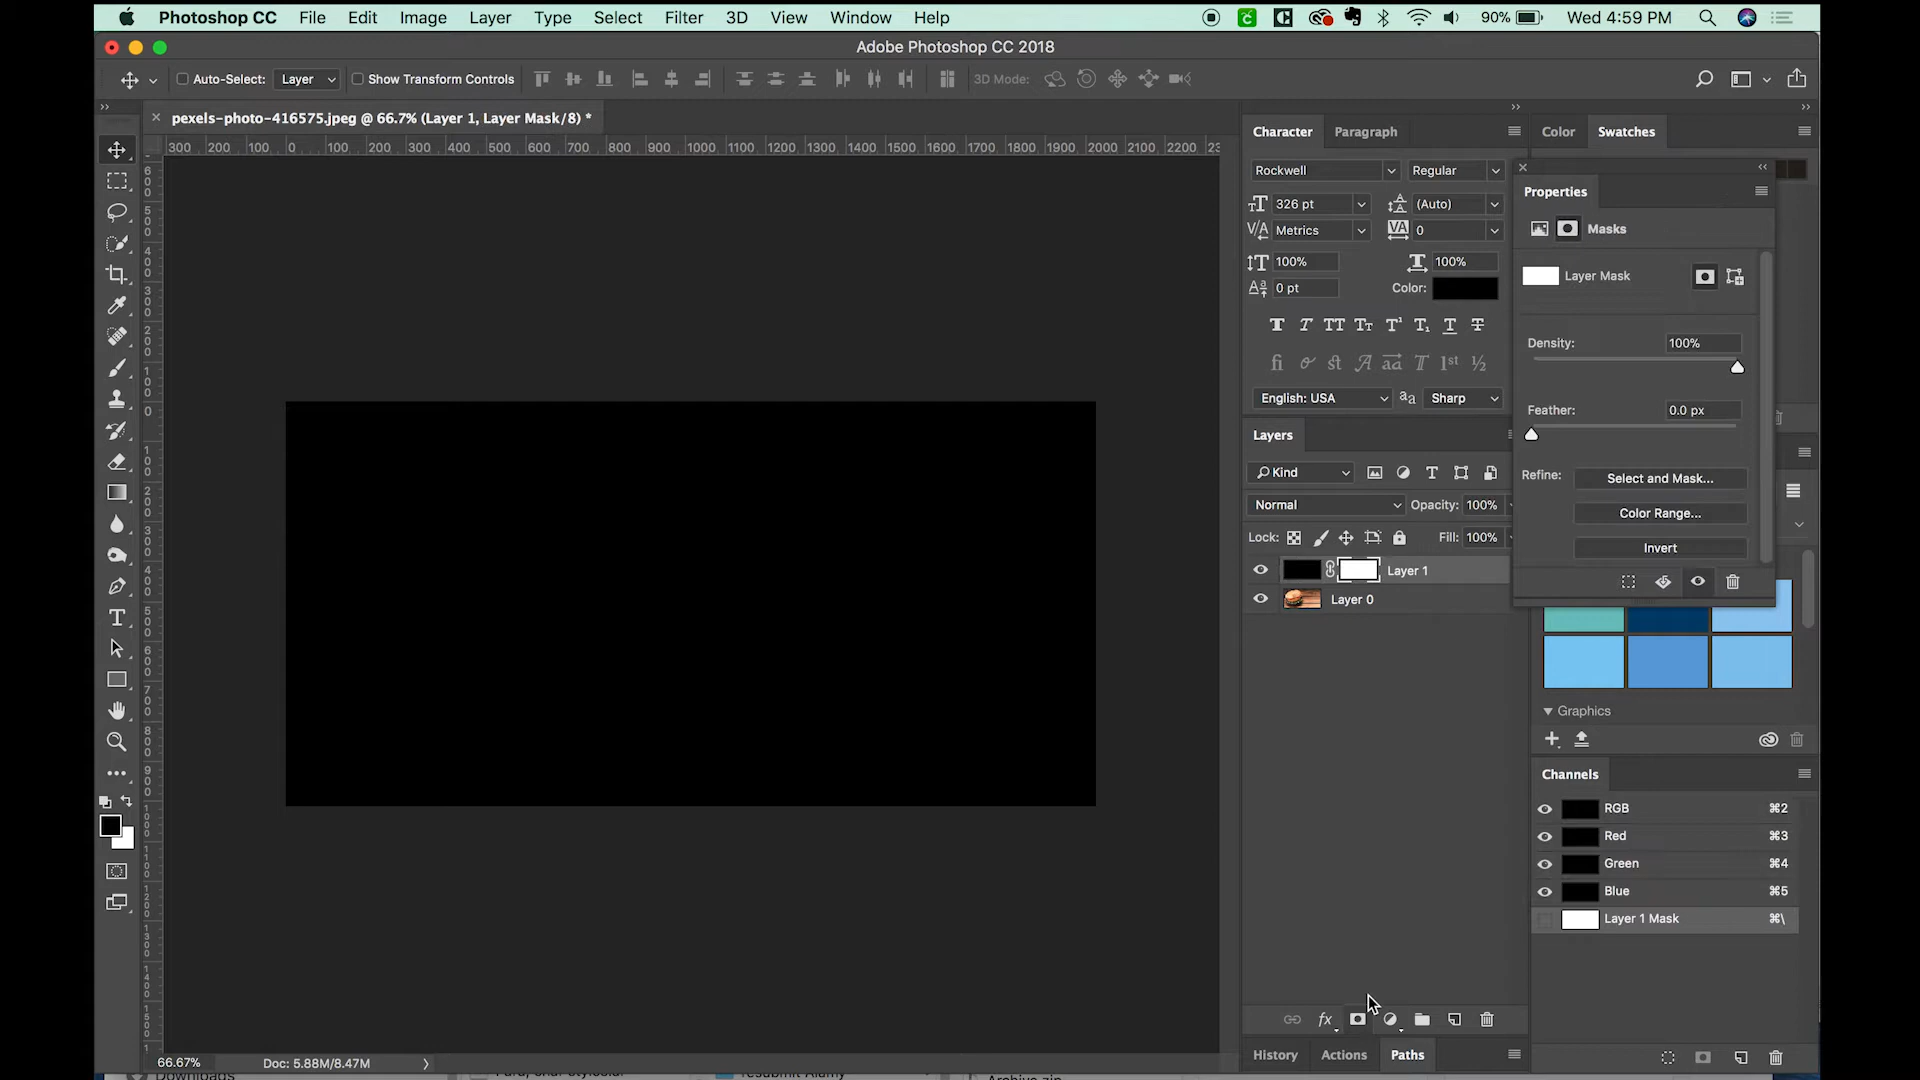 Photoshop CC File Edit Image Layer Type Select Filter 3D View Window Help 90% Wed 4:59 PM
Adobe Photoshop CC 2018
Auto-Select: Layer Show Transform Controls 3D Mode:
pexels-photo-416575.jpeg @ 66.7% (Layer 1, Layer Mask/8) *
300 200 100 0 100 200 300 400 500 600 700 800 900 1000 1100 1200 1300 1400 1500 1600 1700 1800 1900 2000 2100 2200
Character Paragraph
Rockwell Regular
326 pt (Auto)
Metrics 0
100% 100%
0 pt Color:
English: USA Sharp
Layers
Kind
Normal Opacity: 100%
Lock: Fill: 100%
Layer 1
Layer 0
fx
History Actions Paths
Color Swatches
Properties
Masks
Layer Mask
Density: 100%
Feather: 0.0 px
Refine: Select and Mask...
Color Range...
Invert
Graphics
Channels
RGB ⌘2
Red ⌘3
Green ⌘4
Blue ⌘5
Layer 1 Mask ⌘\
66.67% Doc: 5.88M/8.47M